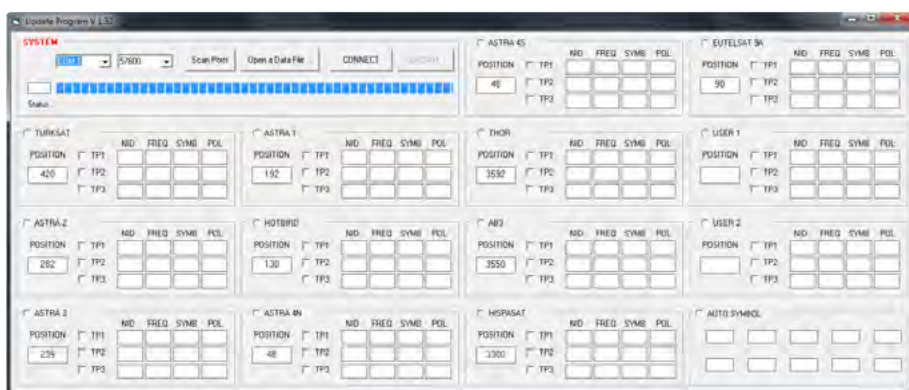 Update Program V 1.32
SYSTEM
COM 1 57600 Scan Port Open a Data File CONNECT
Status
ASTRA 4S
NID FREQ SYMB POL
POSITION TP1
48 TP2
TP3
EUTELSAT 9A
NID FREQ SYMB POL
POSITION TP1
90 TP2
TP3
TURKSAT
NID FREQ SYMB POL
POSITION TP1
420 TP2
TP3
ASTRA 1
NID FREQ SYMB POL
POSITION TP1
192 TP2
TP3
THOR
NID FREQ SYMB POL
POSITION TP1
3592 TP2
TP3
USER 1
NID FREQ SYMB POL
POSITION TP1
TP2
TP3
ASTRA 2
NID FREQ SYMB POL
POSITION TP1
282 TP2
TP3
HOTBIRD
NID FREQ SYMB POL
POSITION TP1
130 TP2
TP3
AB3
NID FREQ SYMB POL
POSITION TP1
3550 TP2
TP3
USER 2
NID FREQ SYMB POL
POSITION TP1
TP2
TP3
ASTRA 3
NID FREQ SYMB POL
POSITION TP1
235 TP2
TP3
ASTRA 4N
NID FREQ SYMB POL
POSITION TP1
48 TP2
TP3
HISPASAT
NID FREQ SYMB POL
POSITION TP1
3300 TP2
TP3
AUTO SYMBOL